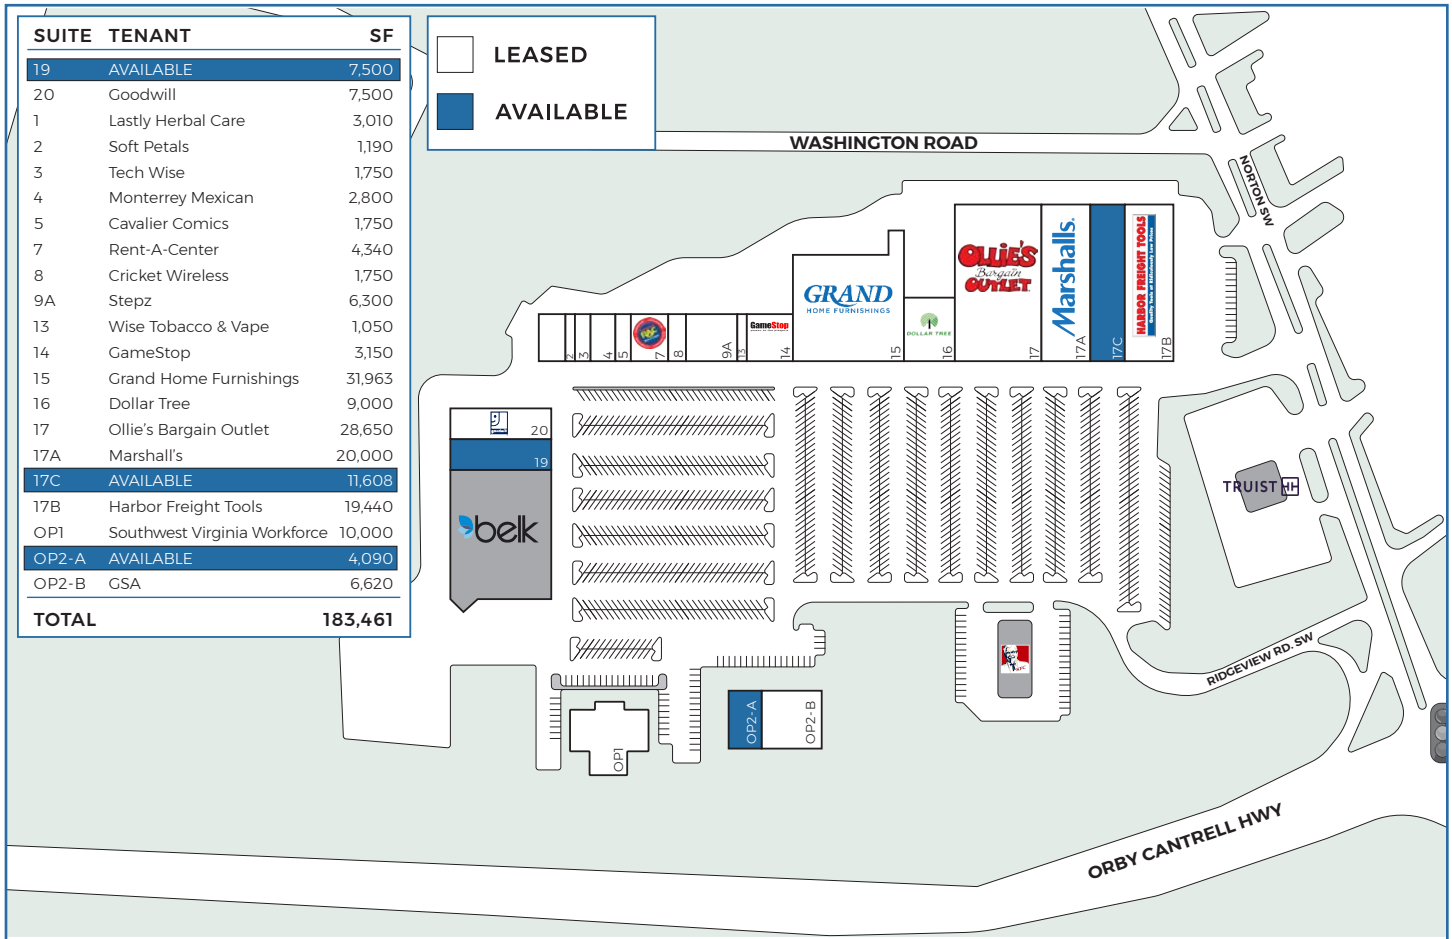 SUITE TENANT SF
19 AVAILABLE 7,500
20 Goodwill 7,500
1 Lastly Herbal Care 3,010
2 Soft Petals 1,190
3 Tech Wise 1,750
4 Monterrey Mexican 2,800
5 Cavalier Comics 1,750
7 Rent-A-Center 4,340
8 Cricket Wireless 1,750
9A Stepz 6,300
13 Wise Tobacco & Vape 1,050
14 GameStop 3,150
15 Grand Home Furnishings 31,963
16 Dollar Tree 9,000
17 Ollie's Bargain Outlet 28,650
17A Marshall's 20,000
17C AVAILABLE 11,608
17B Harbor Freight Tools 19,440
OP1 Southwest Virginia Workforce 10,000
OP2-A AVAILABLE 4,090
OP2-B GSA 6,620
TOTAL 183,461
LEASED
AVAILABLE
WASHINGTON ROAD
NORTON SW
2
3
4
5
7
8
9A
13
GameStop
14
GRAND
HOME FURNISHINGS
15
DOLLAR TREE
16
OLLIE'S
Bargain
OUTLET
17
Marshalls.
17A
17C
HARBOR FREIGHT TOOLS
Quality Tools at Ridiculously Low Prices
17B
20
19
belk
TRUIST
KFC
RIDGEVIEW RD. SW
OP1
OP2-A
OP2-B
ORBY CANTRELL HWY